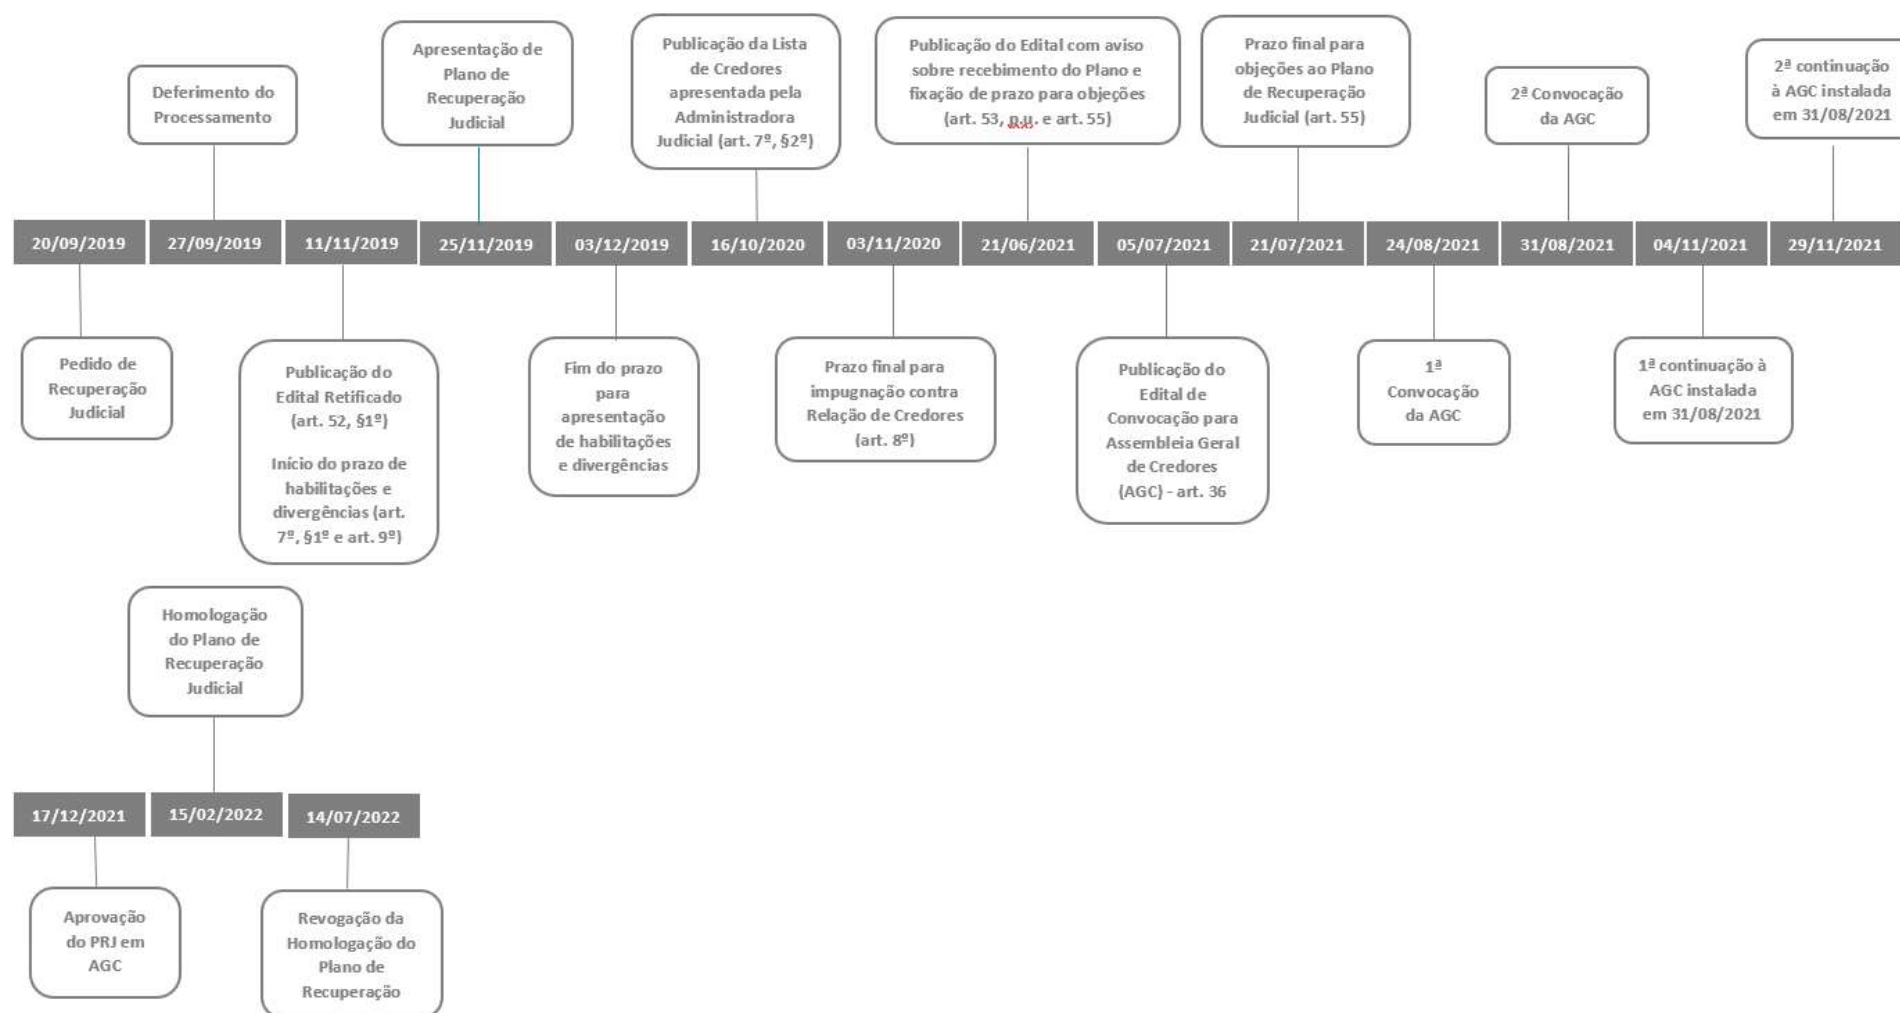 Deferimento do
Processamento
Apresentação de
Plano de
Recuperação
Judicial
Publicação da Lista
de Credores
apresentada pela
Administradora
Judicial (art. 7º, §2º)
Publicação do Edital com aviso
sobre recebimento do Plano e
fixação de prazo para objeções
(art. 53, p.u. e art. 55)
Prazo final para
objeções ao Plano
de Recuperação
Judicial (art. 55)
2ª Convocação
da AGC
2ª continuação
à AGC instalada
em 31/08/2021
20/09/2019
27/09/2019
11/11/2019
25/11/2019
03/12/2019
16/10/2020
03/11/2020
21/06/2021
05/07/2021
21/07/2021
24/08/2021
31/08/2021
04/11/2021
29/11/2021
Pedido de
Recuperação
Judicial
Publicação do
Edital Retificado
(art. 52, §1º)
Início do prazo de
habilitações e
divergências (art.
7º, §1º e art. 9º)
Fim do prazo
para
apresentação
de habilitações
e divergências
Prazo final para
impugnação contra
Relação de Credores
(art. 8º)
Publicação do
Edital de
Convocação para
Assembleia Geral
de Credores
(AGC) - art. 36
1ª
Convocação
da AGC
1ª continuação à
AGC instalada
em 31/08/2021
Homologação
do Plano de
Recuperação
Judicial
17/12/2021
15/02/2022
14/07/2022
Aprovação
do PRJ em
AGC
Revogação da
Homologação do
Plano de
Recuperação